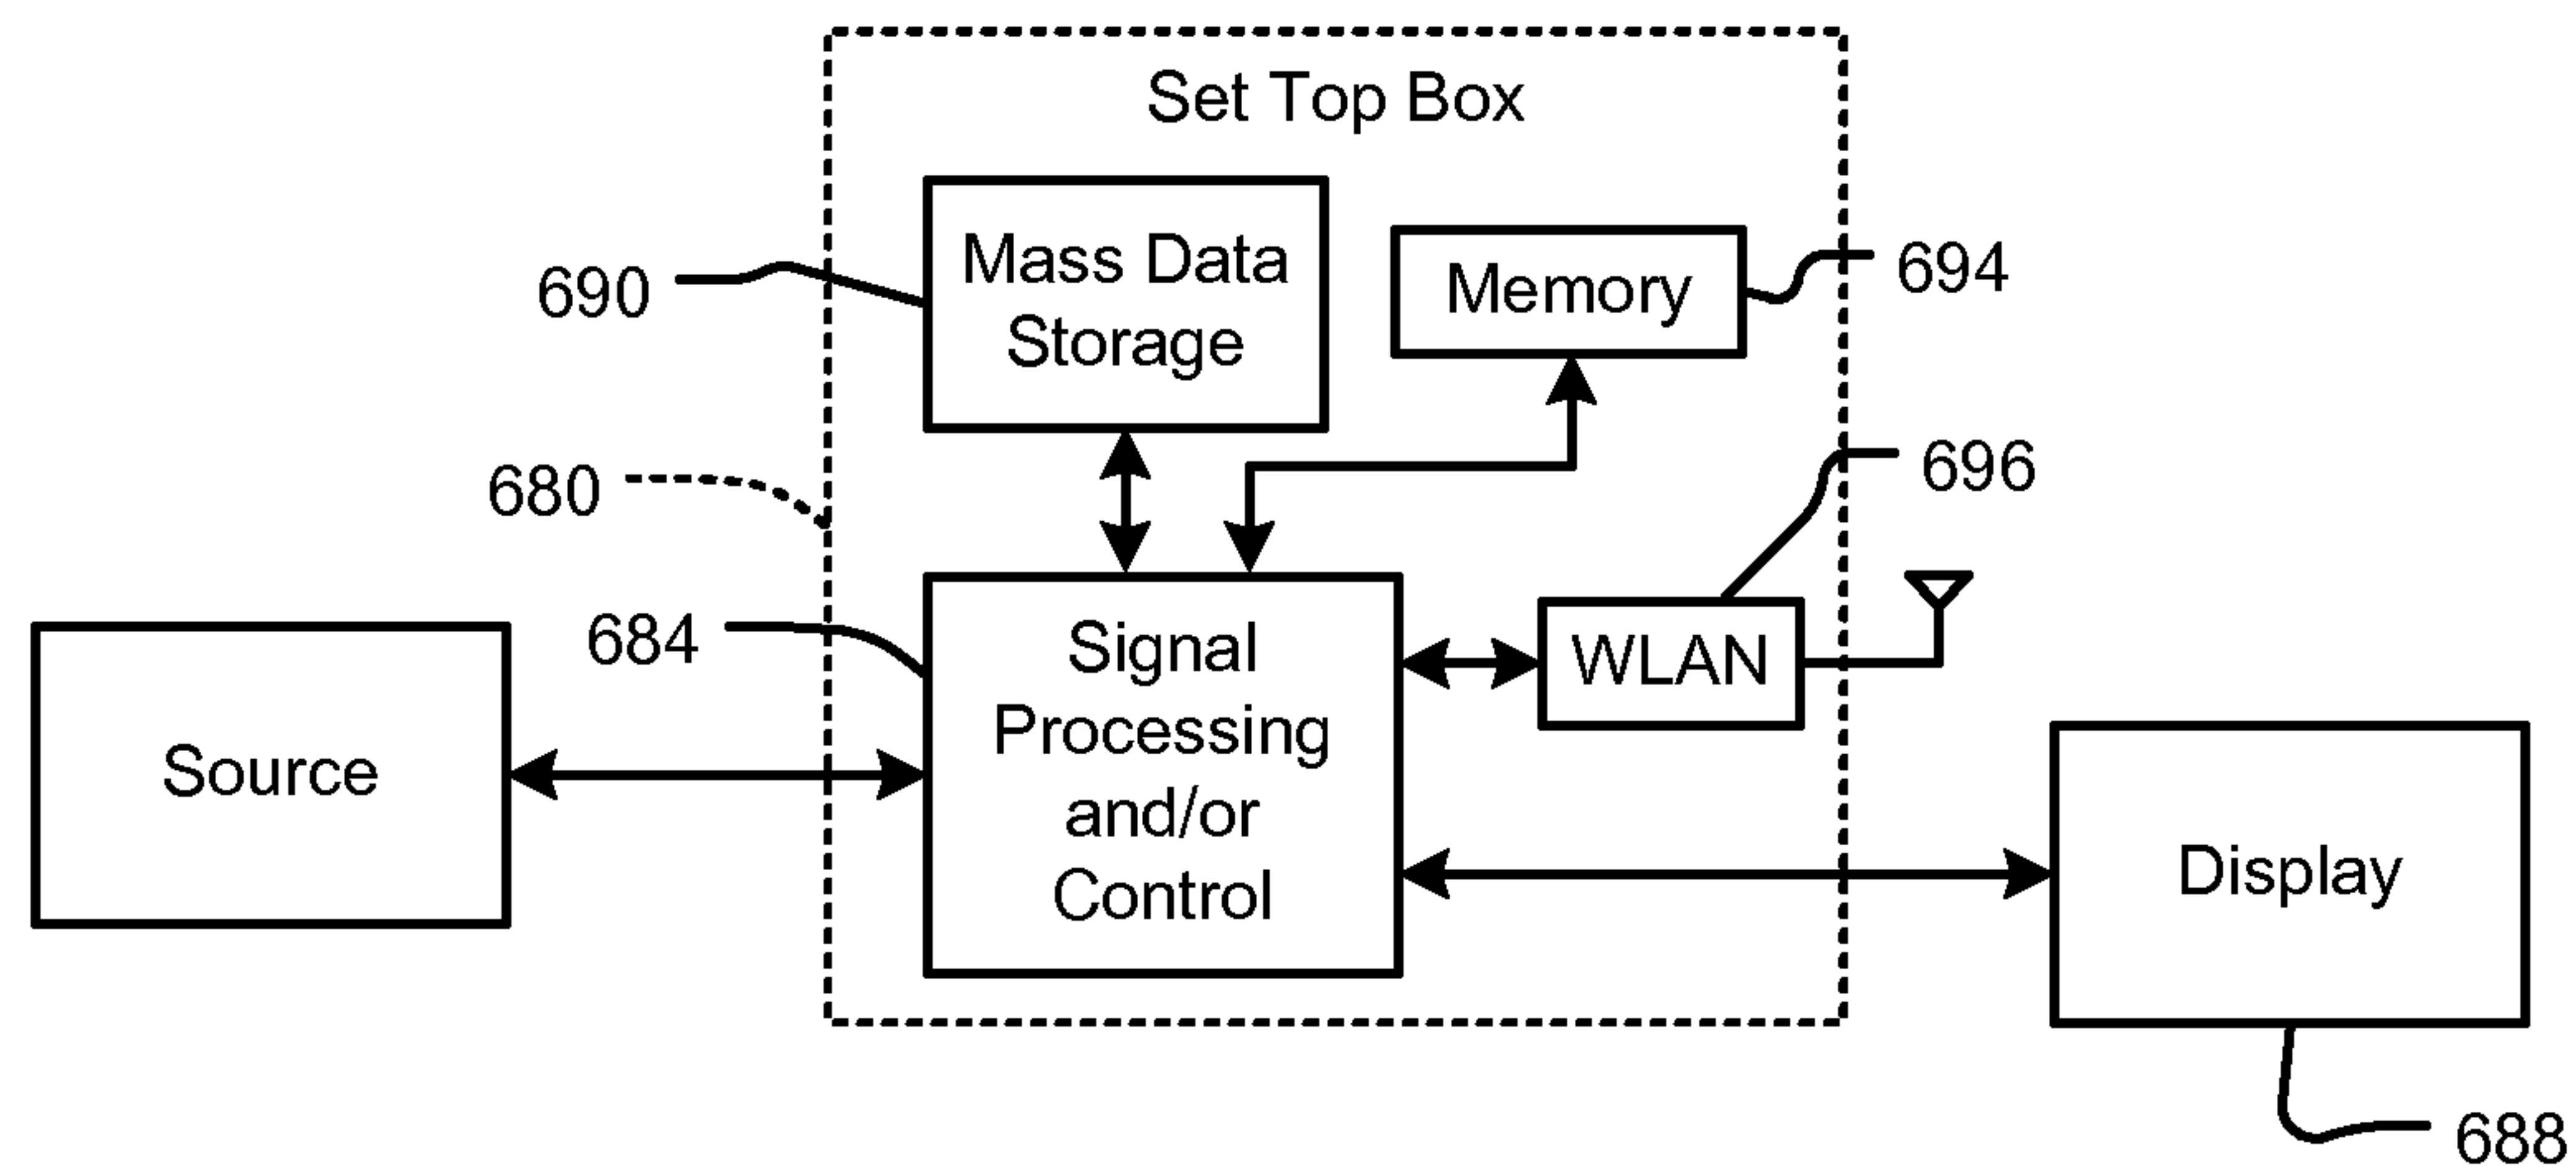 Set Top Box
Mass Data
Storage
Memory
690
694
680
696
684
Signal
Processing
and/or
Control
WLAN
Source
Display
688